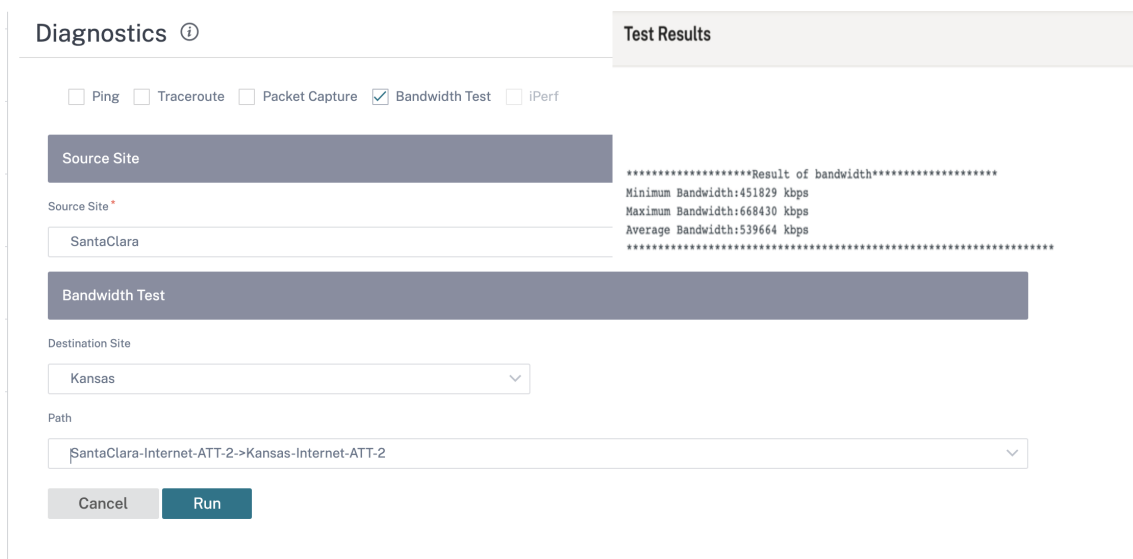 Diagnostics
Test Results
Ping Traceroute Packet Capture Bandwidth Test iPerf
Source Site
Source Site*
SantaClara
********************Result of bandwidth********************
Minimum Bandwidth:451829 kbps
Maximum Bandwidth:668430 kbps
Average Bandwidth:539664 kbps
********************************************************************
Bandwidth Test
Destination Site
Kansas
Path
SantaClara-Internet-ATT-2->Kansas-Internet-ATT-2
Cancel Run